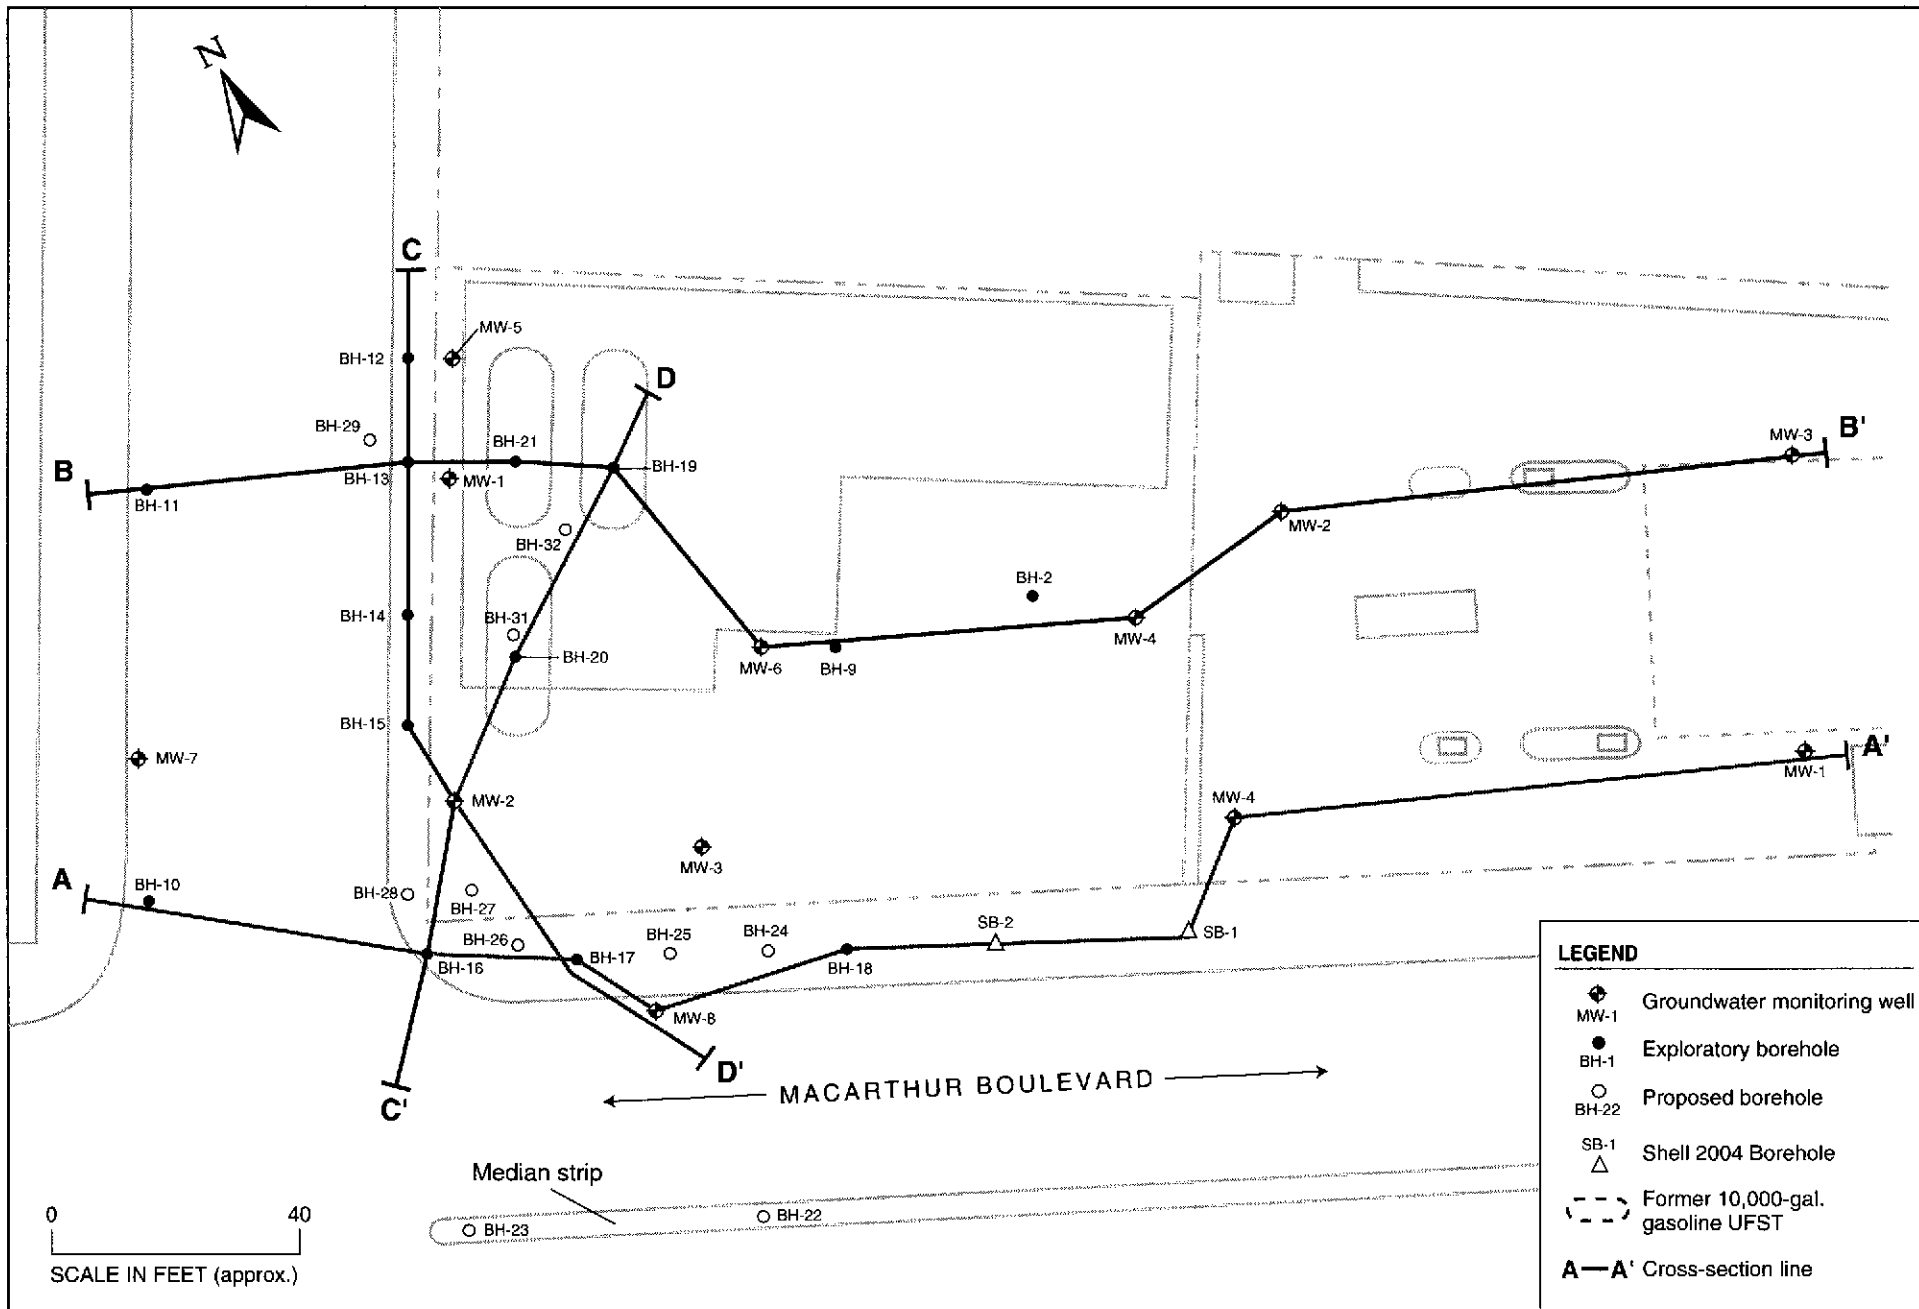 N
C
MW-5
BH-12
D
BH-29
BH-21
MW-3
B'
B
BH-13
MW-1
BH-19
BH-11
MW-2
BH-32
BH-2
BH-14
BH-31
MW-4
BH-20
MW-6
BH-9
BH-15
MW-7
A'
MW-1
MW-2
MW-4
MW-3
A
BH-10
BH-28
BH-27
SB-2
SB-1
BH-26
BH-25
BH-24
BH-16
BH-17
BH-18
MW-8
D'
C'
MACARTHUR BOULEVARD
Median strip
BH-22
BH-23
0 40
SCALE IN FEET (approx.)
LEGEND
MW-1 Groundwater monitoring well
BH-1 Exploratory borehole
BH-22 Proposed borehole
SB-1 Shell 2004 Borehole
Former 10,000-gal.
gasoline UFST
A—A' Cross-section line